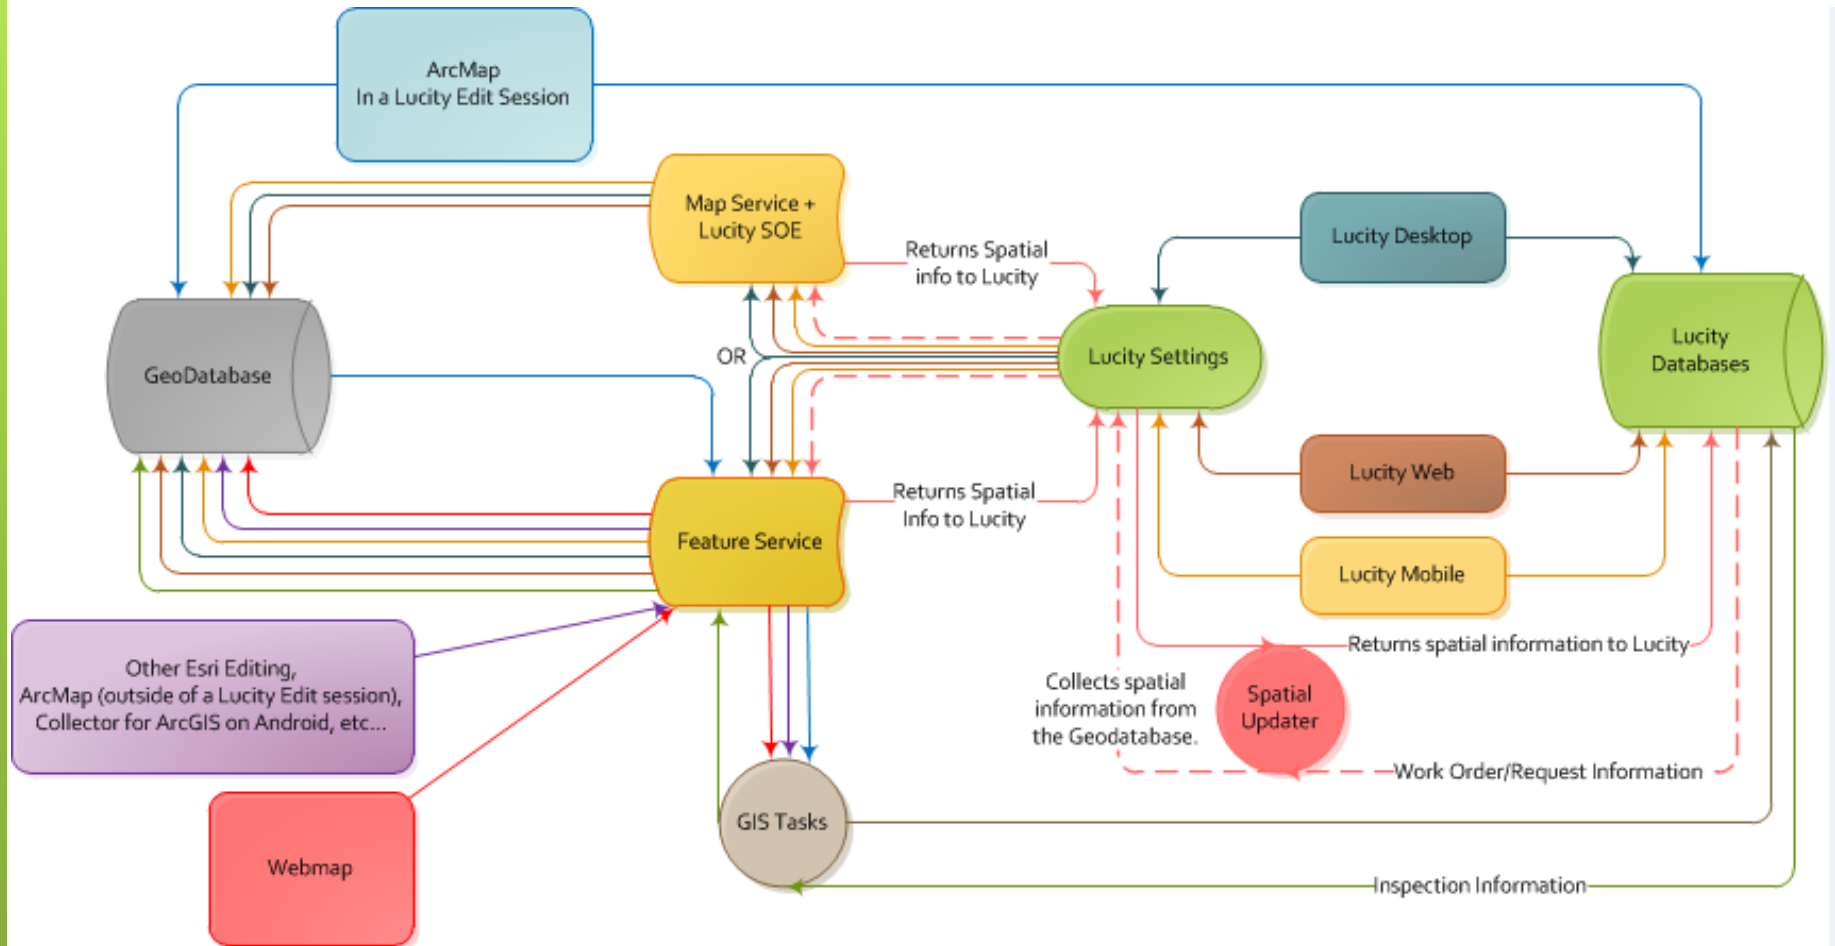 ArcMap
In a Lucity Edit Session
Map Service +
Lucity SOE
Returns Spatial
info to Lucity
Lucity Desktop
GeoDatabase
OR
Lucity Settings
Lucity
Databases
Lucity Web
Returns Spatial
Info to Lucity
Feature Service
Lucity Mobile
Returns spatial information to Lucity
Other Esri Editing,
ArcMap (outside of a Lucity Edit session),
Collector for ArcGIS on Android, etc...
Collects spatial
information from
the Geodatabase.
Spatial
Updater
Work Order/Request Information
GIS Tasks
Webmap
Inspection Information